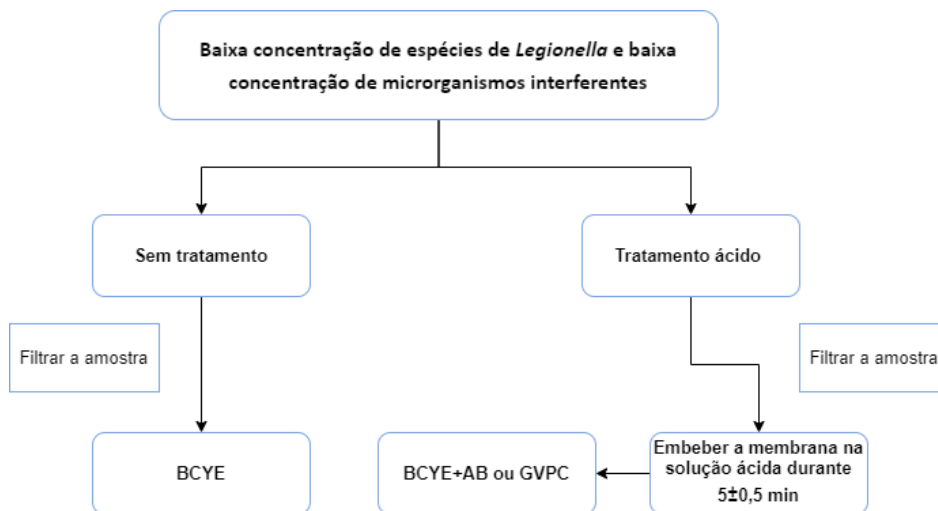 Baixa concentração de espécies de Legionella e baixa
concentração de microrganismos interferentes
Sem tratamento
Tratamento ácido
Filtrar a amostra
Filtrar a amostra
BCYE
BCYE+AB ou GVPC
Embeber a membrana na
solução ácida durante
5±0,5 min